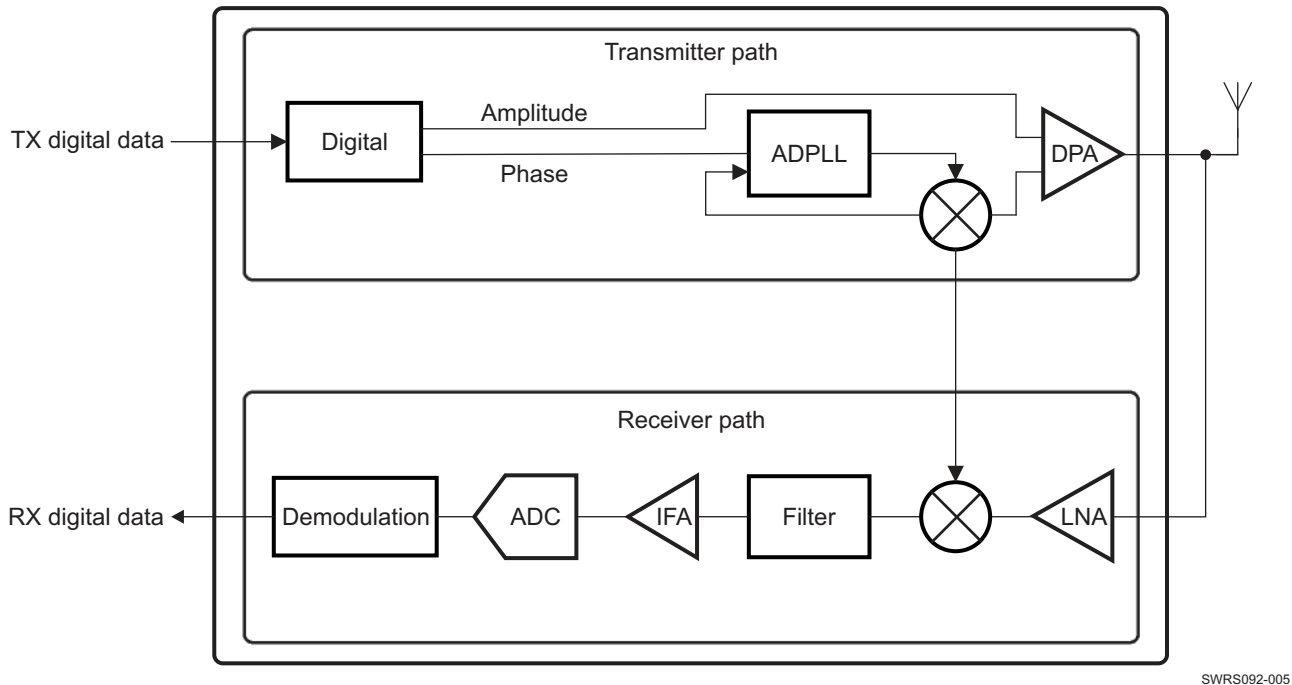 Transmitter path
Amplitude
TX digital data
Digital
ADPLL
DPA
Phase
Receiver path
RX digital data
Demodulation
ADC
IFA
Filter
LNA
SWRS092-005